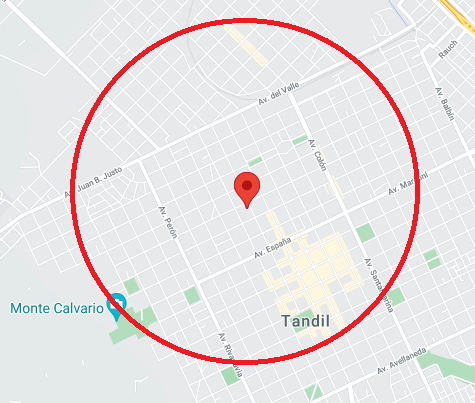 Rauch
Av. del Valle
Av. Balbín
Av. Colón
Av. Juan B. Justo
Av. Marconi
Av. Perón
Av. España
Av. Santamarina
Monte Calvario
Tandil
Av. Rivadavia
Av. Avellaneda